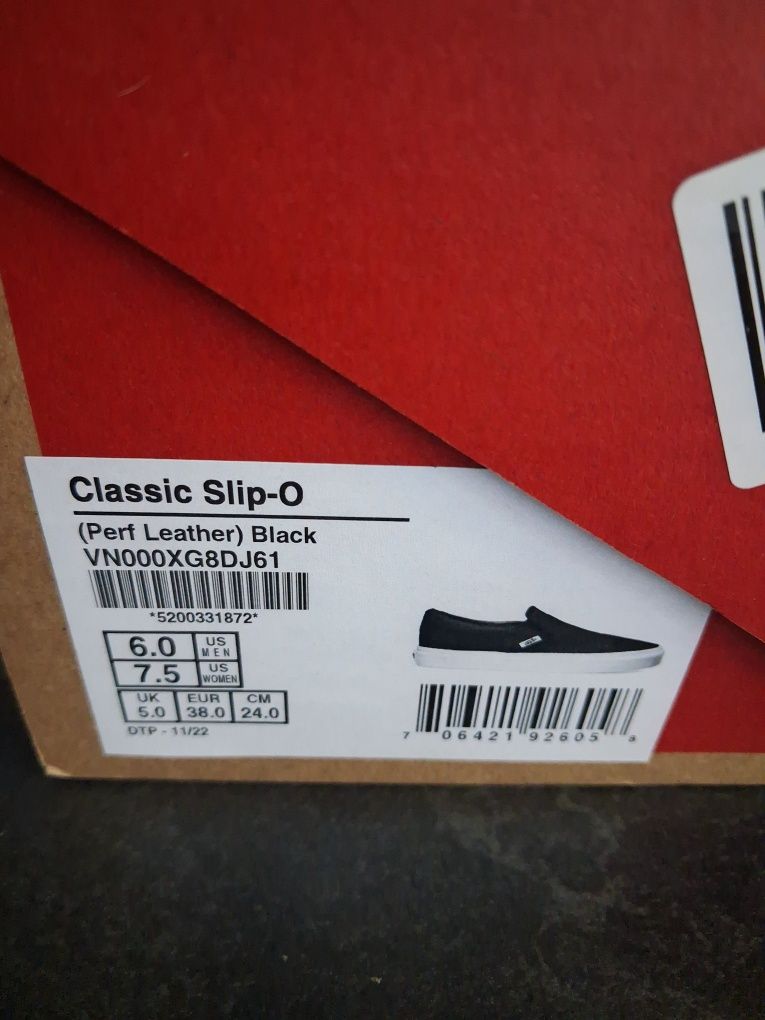 Classic Slip-O
(Perf Leather) Black
VN000XG8DJ61
*5200331872*
6.0 US MEN
7.5 US WOMEN
UK EUR CM
5.0 38.0 24.0
DTP - 11/22
7 06421 92605 8